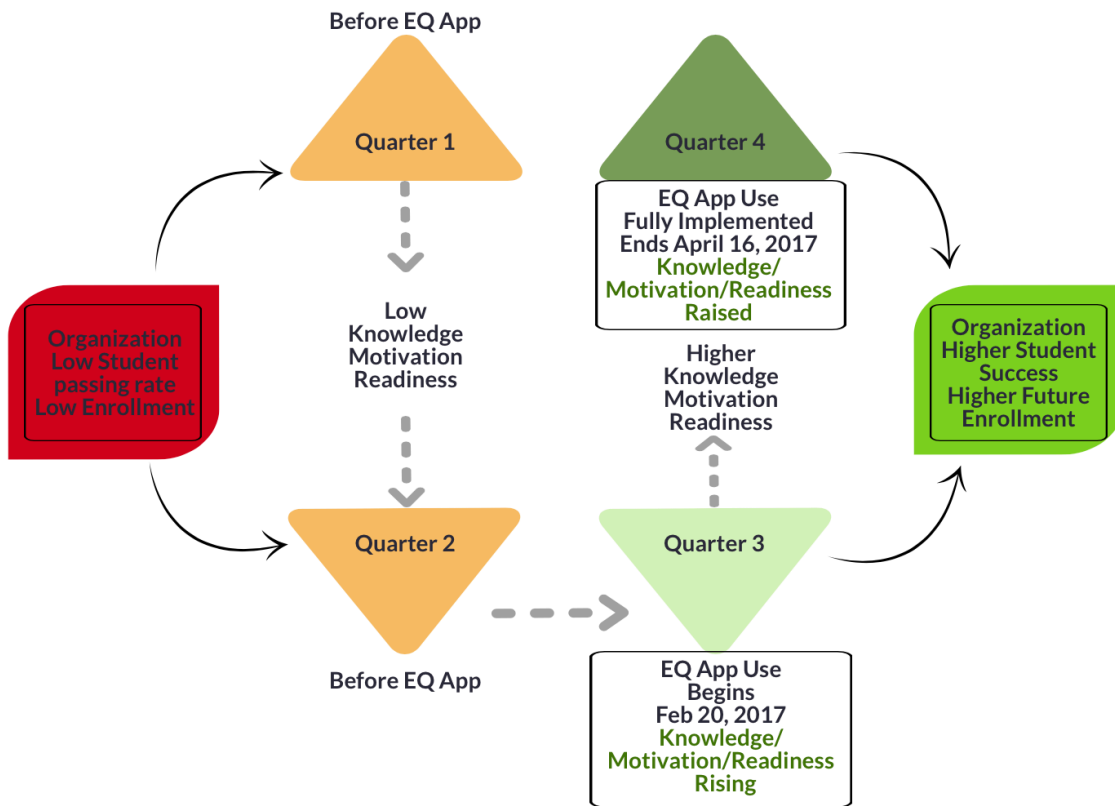 Before EQ App
Quarter 1
Quarter 4
EQ App Use
Fully Implemented
Ends April 16, 2017
Knowledge/
Motivation/Readiness
Raised
Organization
Low Student
passing rate
Low Enrollment
Low
Knowledge
Motivation
Readiness
Higher
Knowledge
Motivation
Readiness
Organization
Higher Student
Success
Higher Future
Enrollment
Quarter 2
Quarter 3
Before EQ App
EQ App Use
Begins
Feb 20, 2017
Knowledge/
Motivation/Readiness
Rising